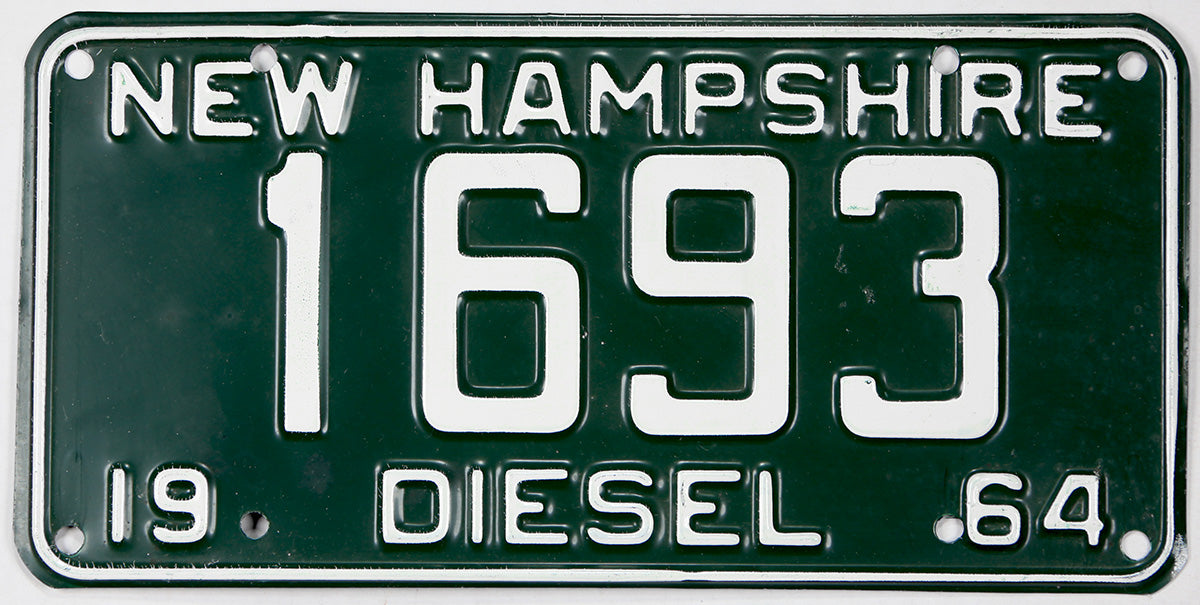 NEW HAMPSHIRE
1693
19 DIESEL 64